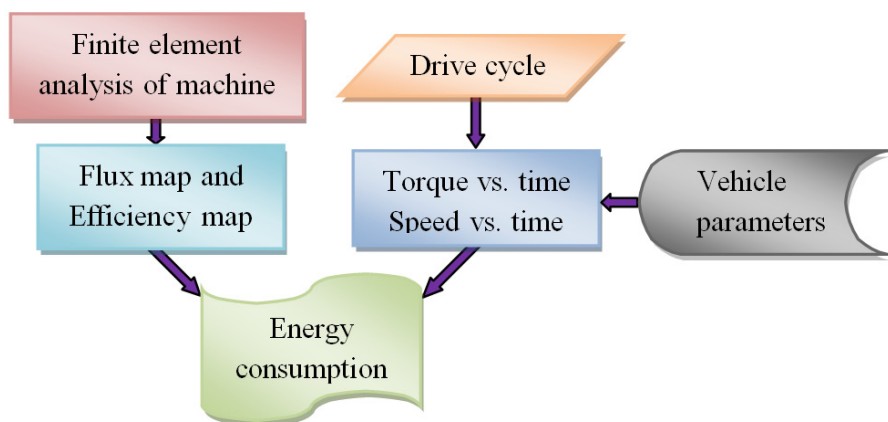 Finite element
analysis of machine
Drive cycle
Flux map and
Efficiency map
Torque vs. time
Speed vs. time
Vehicle
parameters
Energy
consumption